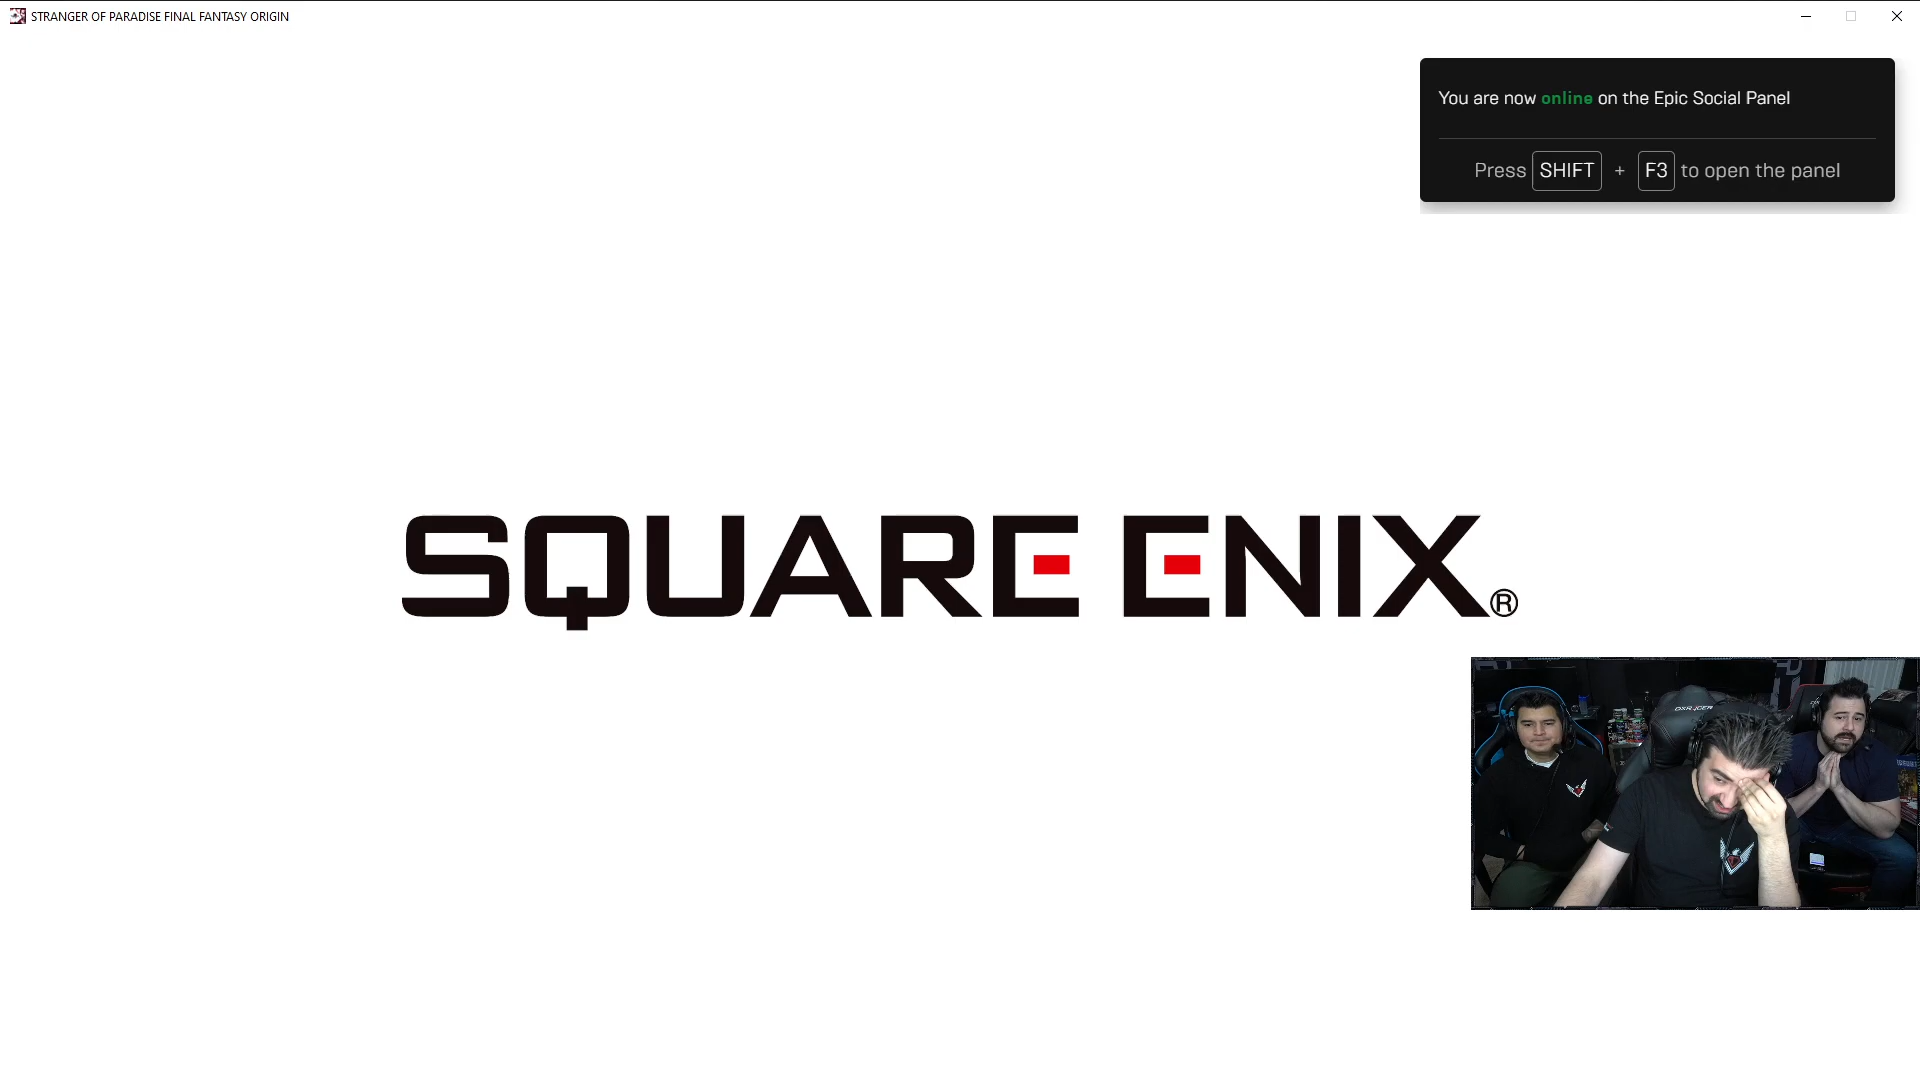 STRANGER OF PARADISE FINAL FANTASY ORIGIN
You are now online on the Epic Social Panel
Press SHIFT + F3 to open the panel
SQUARE ENIX®